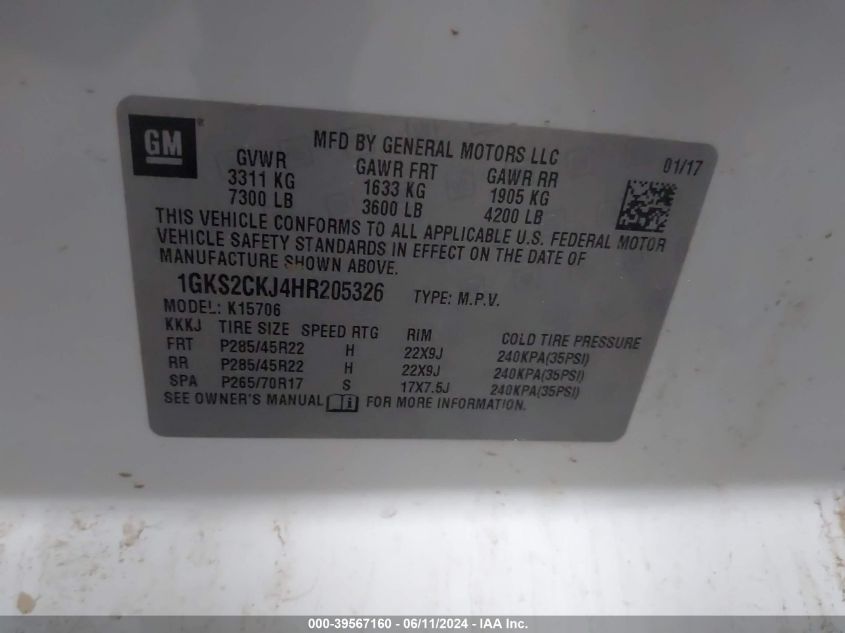 GM ®
MFD BY GENERAL MOTORS LLC
01/17
GVWR GAWR FRT GAWR RR
3311 KG 1633 KG 1905 KG
7300 LB 3600 LB 4200 LB
THIS VEHICLE CONFORMS TO ALL APPLICABLE U.S. FEDERAL MOTOR
VEHICLE SAFETY STANDARDS IN EFFECT ON THE DATE OF
MANUFACTURE SHOWN ABOVE.
1GKS2CKJ4HR205326 TYPE: M.P.V.
MODEL: K15706
KKKJ TIRE SIZE SPEED RTG RIM COLD TIRE PRESSURE
FRT P285/45R22 H 22X9J 240KPA(35PSI)
RR P285/45R22 H 22X9J 240KPA(35PSI)
SPA P265/70R17 S 17X7.5J 240KPA(35PSI)
SEE OWNER'S MANUAL i FOR MORE INFORMATION.
000-39567160 - 06/11/2024 - IAA Inc.